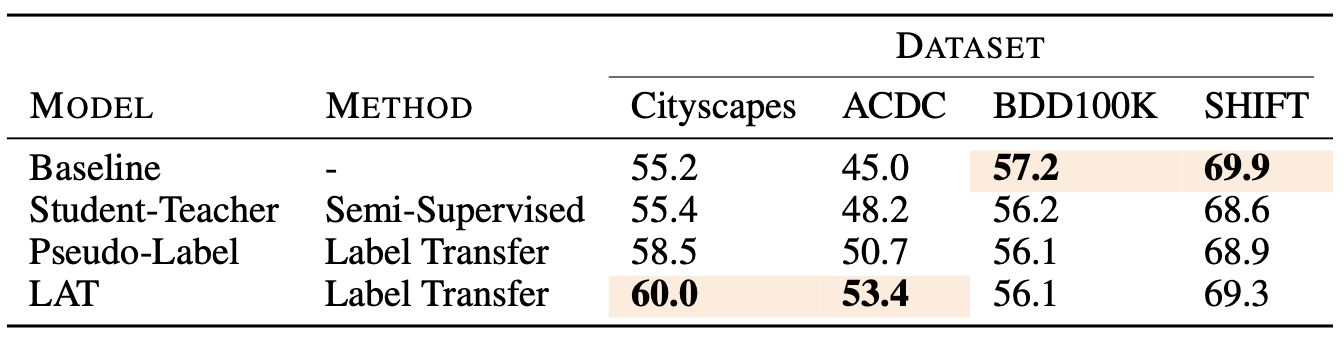 DATASET
MODEL METHOD Cityscapes ACDC BDD100K SHIFT
Baseline - 55.2 45.0 57.2 69.9
Student-Teacher Semi-Supervised 55.4 48.2 56.2 68.6
Pseudo-Label Label Transfer 58.5 50.7 56.1 68.9
LAT Label Transfer 60.0 53.4 56.1 69.3